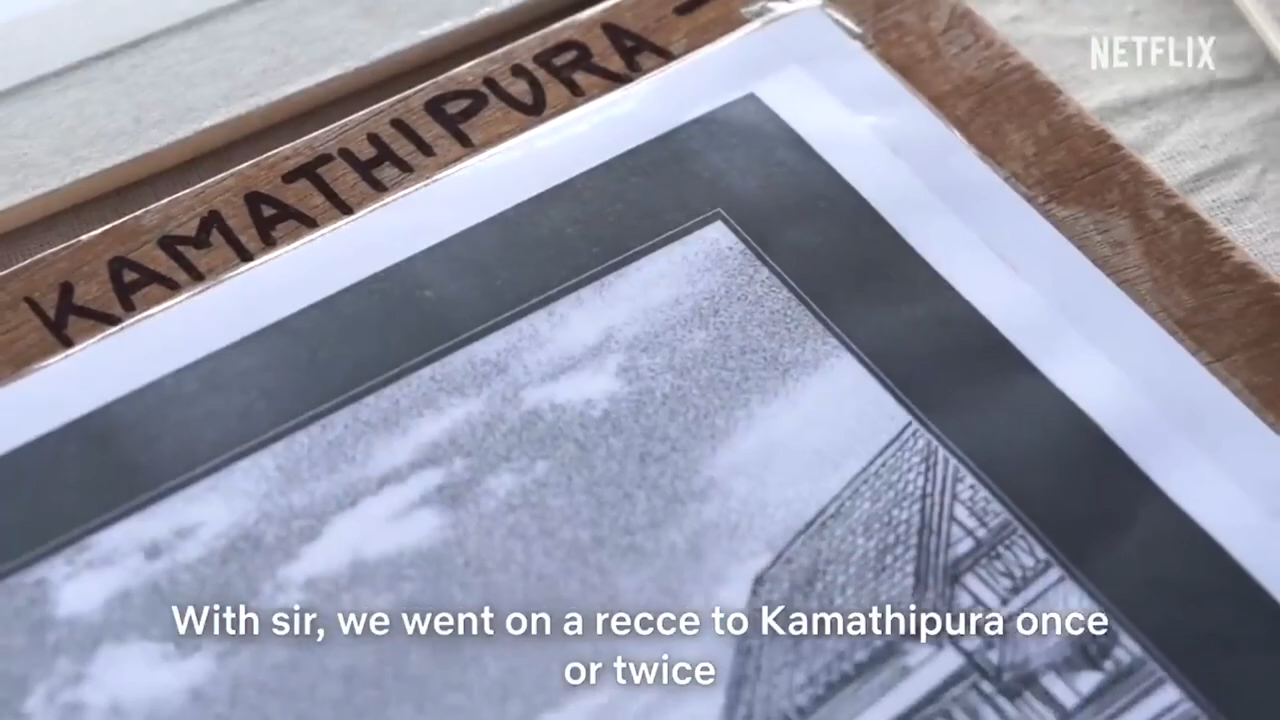 KAMATHIPURA -
NETFLIX
With sir, we went on a recce to Kamathipura once
or twice